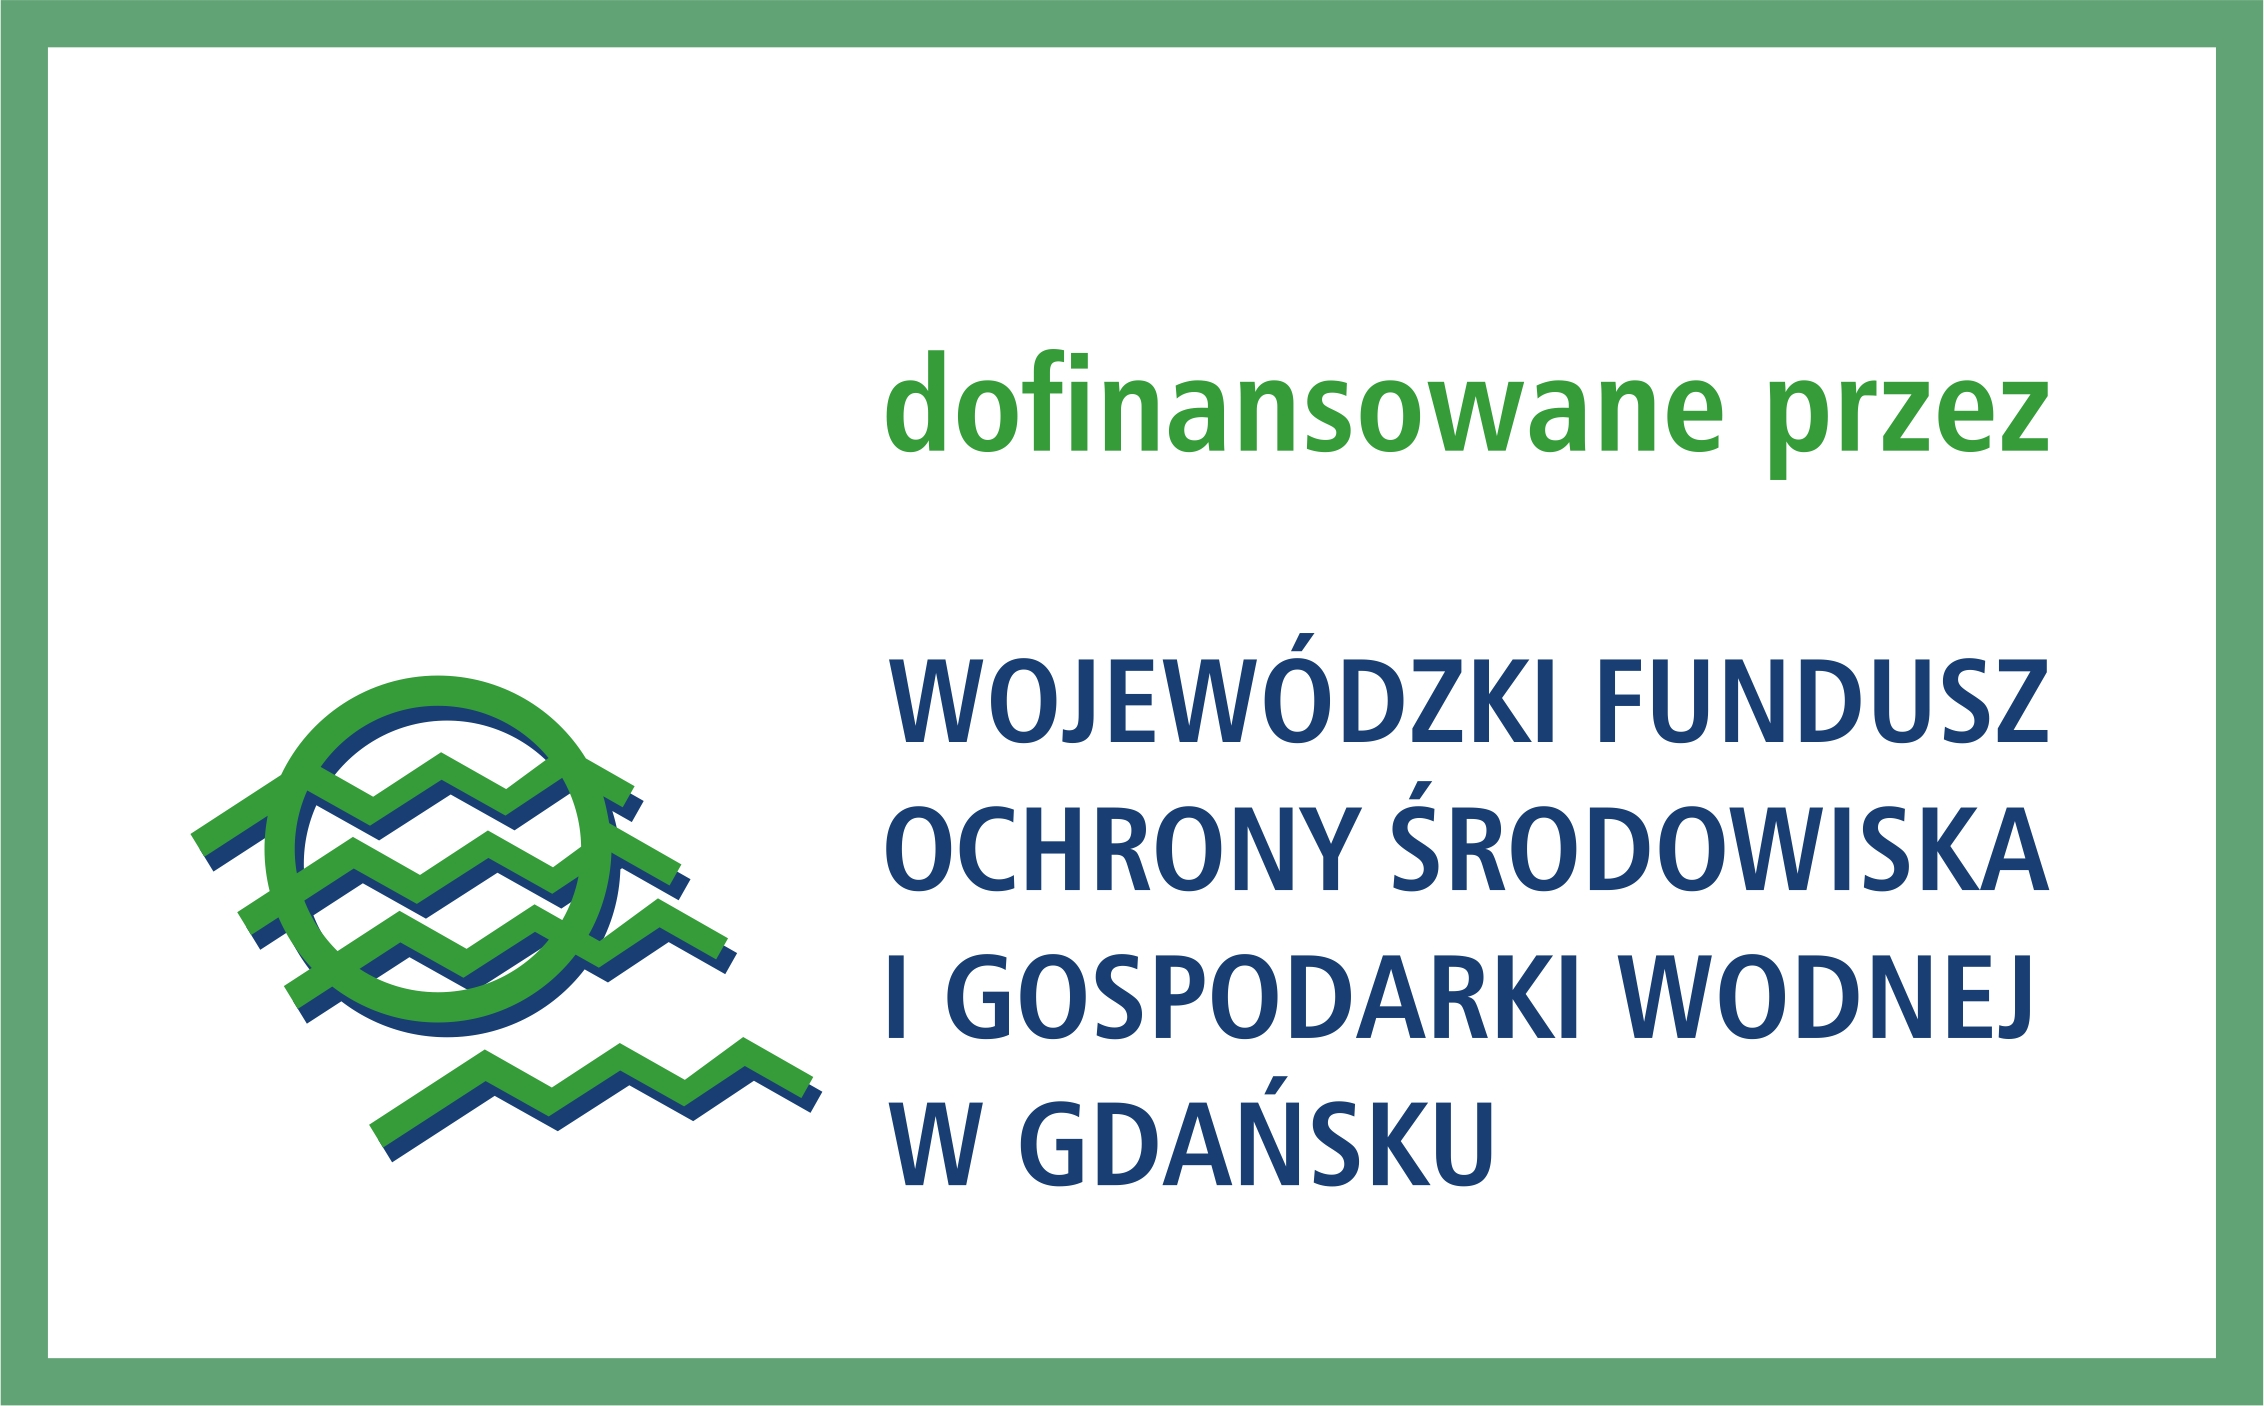 dofinansowane przez
WOJEWÓDZKI FUNDUSZ
OCHRONY ŚRODOWISKA
I GOSPODARKI WODNEJ
W GDAŃSKU